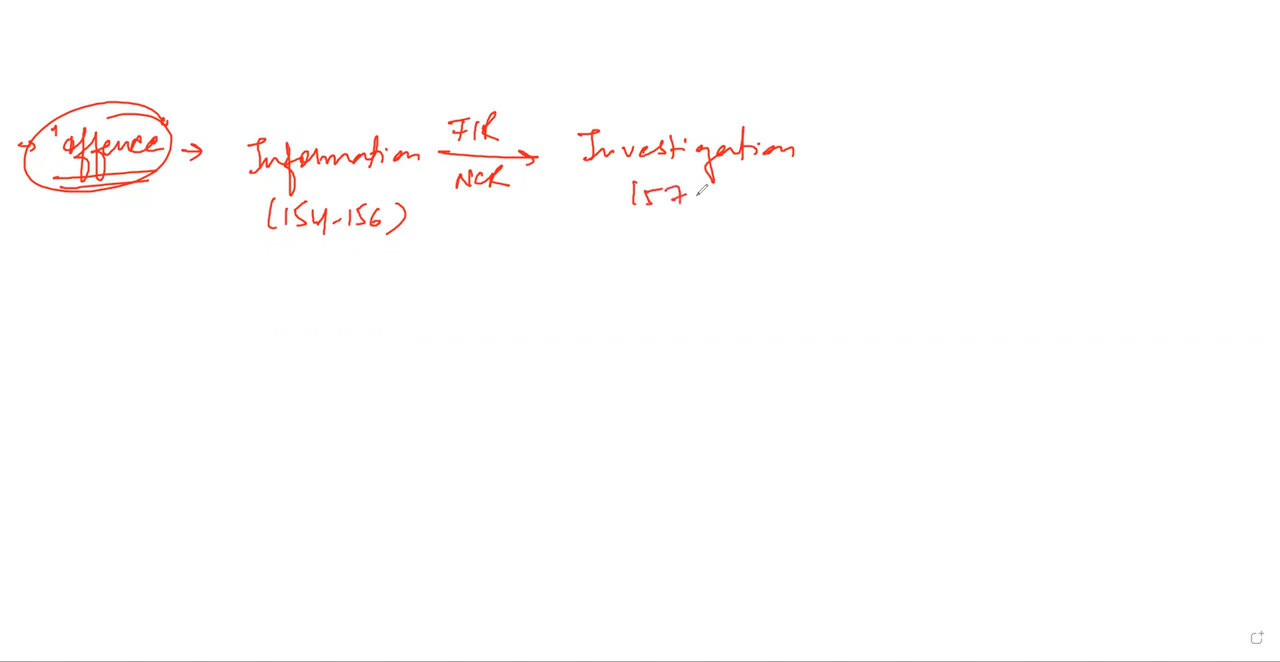 → "offence" → Information FIR Investigation
NCR
(154-156) 157